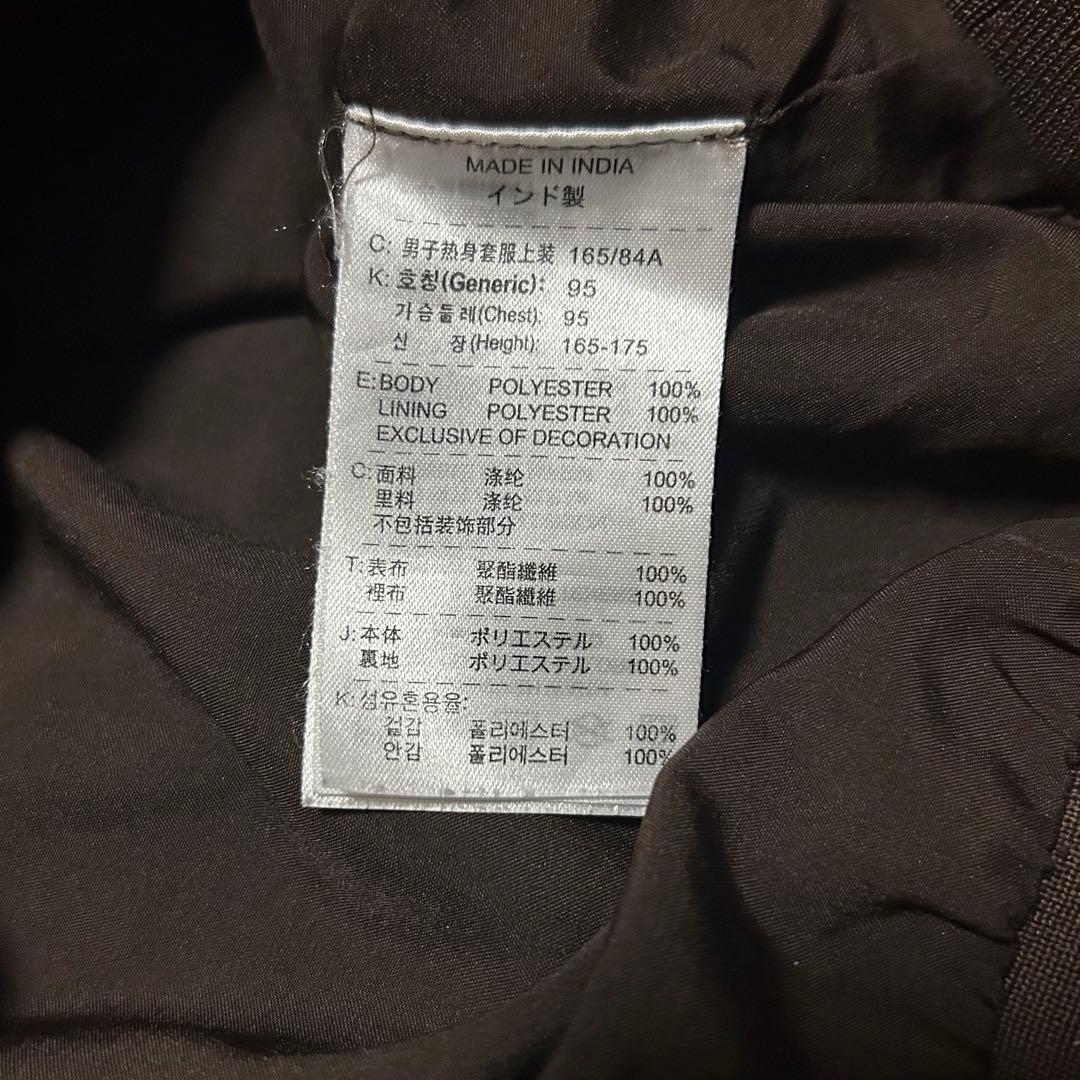 MADE IN INDIA
インド製
C: 男子热身套服上装 165/84A
K: 호칭(Generic): 95
가슴둘레(Chest): 95
신 장(Height): 165-175
E: BODY POLYESTER 100%
LINING POLYESTER 100%
EXCLUSIVE OF DECORATION
C: 面料 涤纶 100%
里料 涤纶 100%
不包括装饰部分
T: 表布 聚酯纖維 100%
裡布 聚酯纖維 100%
J: 本体 ポリエステル 100%
裏地 ポリエステル 100%
K: 섬유혼용율:
겉감 폴리에스터 100%
안감 폴리에스터 100%